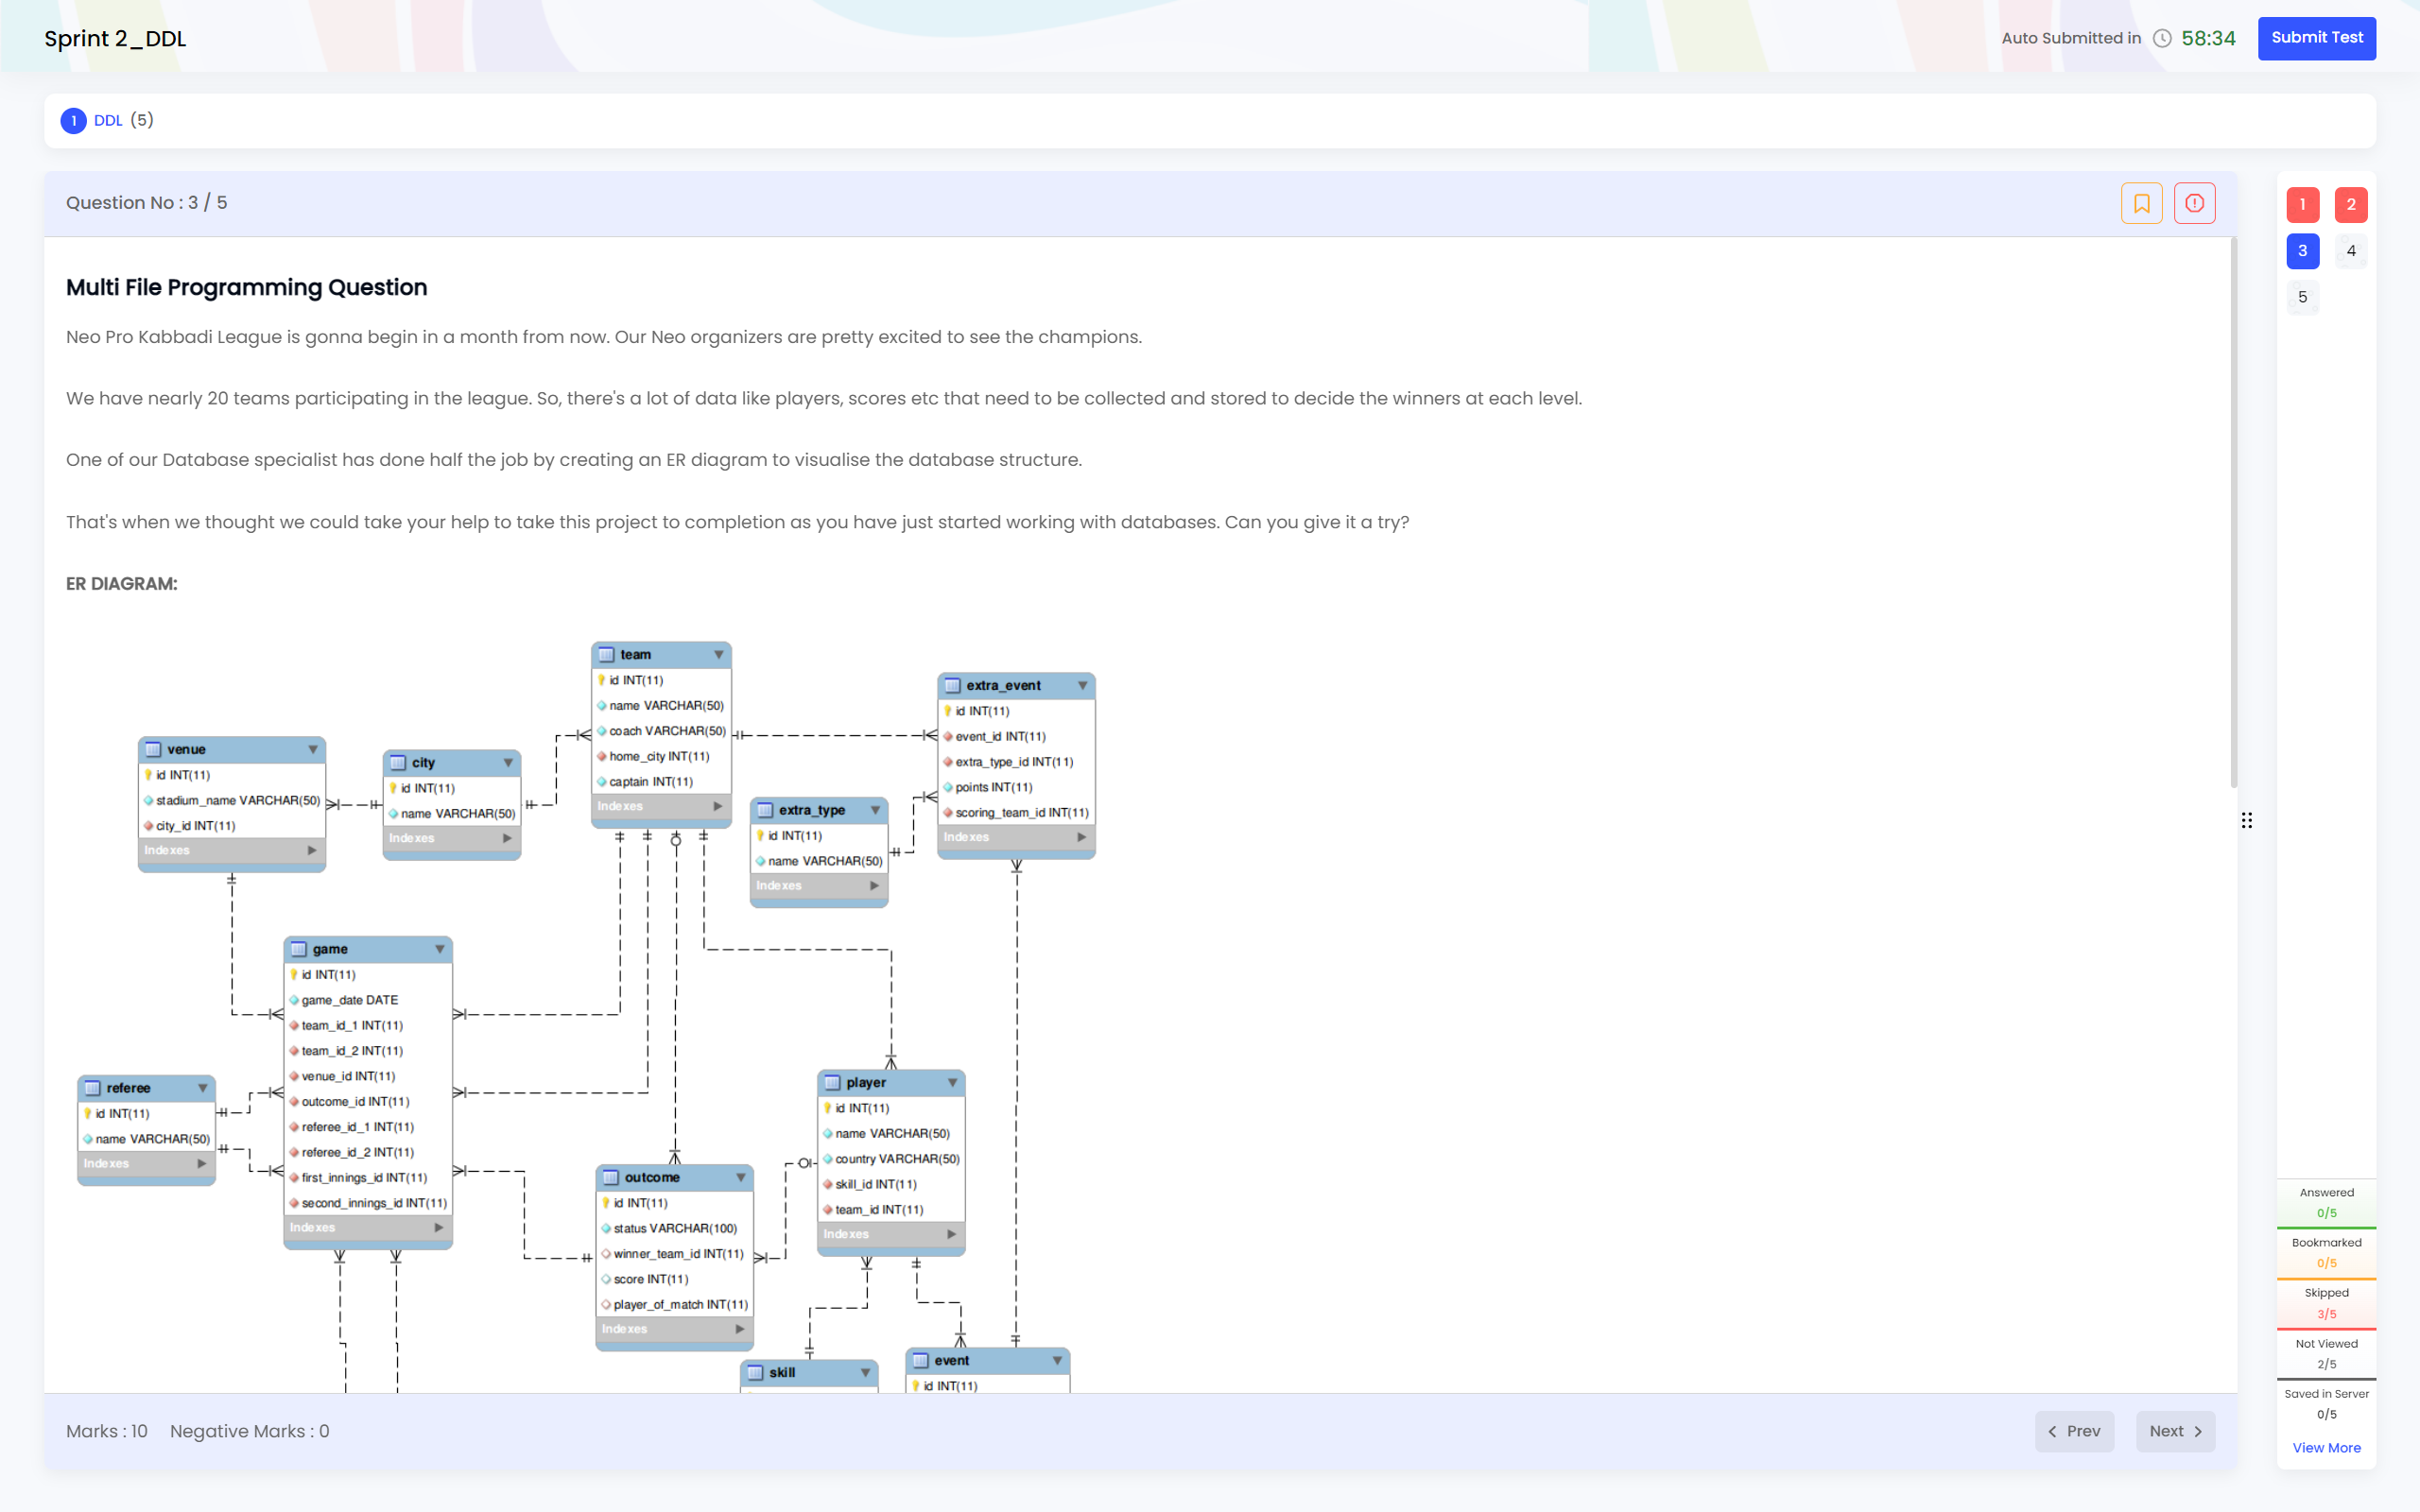 Sprint 2_DDL
Auto Submitted in 58:34
Submit Test
1 DDL (5)
Question No : 3 / 5
1 2
3 4
5
Multi File Programming Question
Neo Pro Kabbadi League is gonna begin in a month from now. Our Neo organizers are pretty excited to see the champions.
We have nearly 20 teams participating in the league. So, there's a lot of data like players, scores etc that need to be collected and stored to decide the winners at each level.
One of our Database specialist has done half the job by creating an ER diagram to visualise the database structure.
That's when we thought we could take your help to take this project to completion as you have just started working with databases. Can you give it a try?
ER DIAGRAM:
team
id INT(11)
name VARCHAR(50)
coach VARCHAR(50)
home_city INT(11)
captain INT(11)
Indexes
extra_event
id INT(11)
event_id INT(11)
extra_type_id INT(11)
points INT(11)
scoring_team_id INT(11)
Indexes
venue
id INT(11)
stadium_name VARCHAR(50)
city_id INT(11)
Indexes
city
id INT(11)
name VARCHAR(50)
Indexes
extra_type
id INT(11)
name VARCHAR(50)
Indexes
game
id INT(11)
game_date DATE
team_id_1 INT(11)
team_id_2 INT(11)
venue_id INT(11)
outcome_id INT(11)
referee_id_1 INT(11)
referee_id_2 INT(11)
first_innings_id INT(11)
second_innings_id INT(11)
Indexes
referee
id INT(11)
name VARCHAR(50)
Indexes
player
id INT(11)
name VARCHAR(50)
country VARCHAR(50)
skill_id INT(11)
team_id INT(11)
Indexes
outcome
id INT(11)
status VARCHAR(100)
winner_team_id INT(11)
score INT(11)
player_of_match INT(11)
Indexes
skill
event
id INT(11)
Answered
0/5
Bookmarked
0/5
Skipped
3/5
Not Viewed
2/5
Saved in Server
0/5
View More
Marks : 10 Negative Marks : 0
Prev
Next